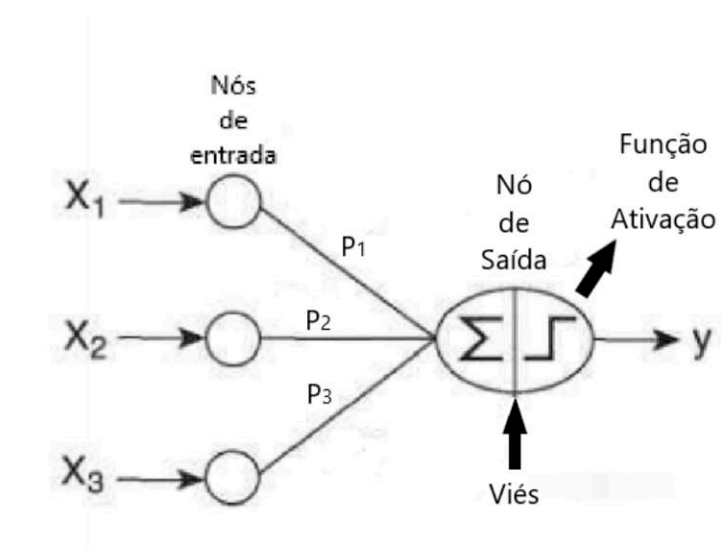 Nós
de
entrada
X₁
P₁
X₂
P₂
X₃
P₃
Nó
de
Saída
Σ
Função
de
Ativação
y
Viés